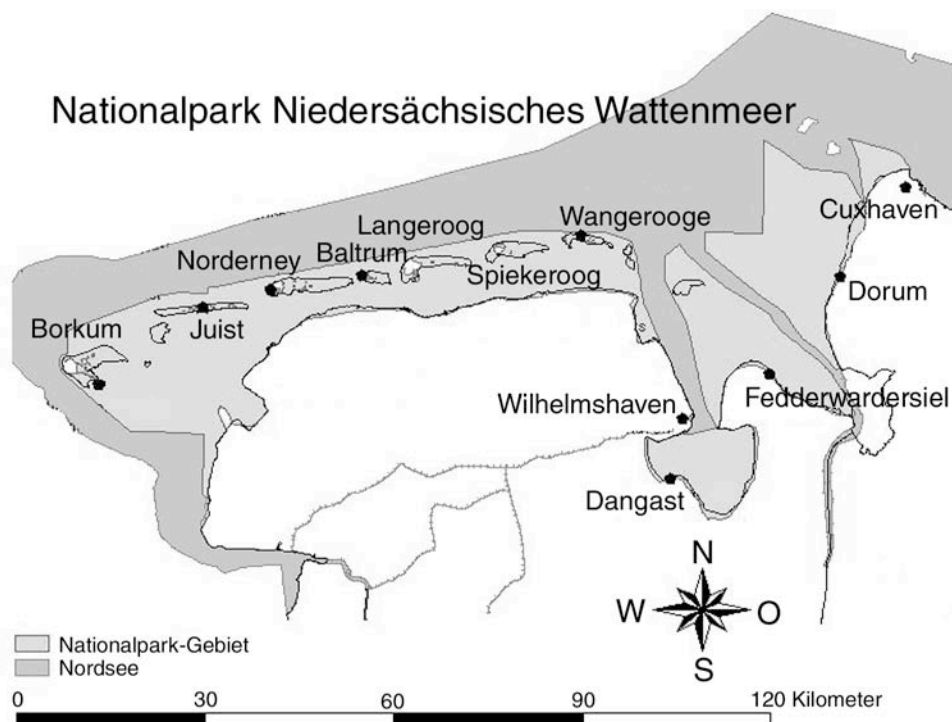 Nationalpark Niedersächsisches Wattenmeer
Cuxhaven
Langeroog
Wangerooge
Norderney
Baltrum
Spiekeroog
Dorum
Borkum
Juist
Wilhelmshaven
Fedderwardersiel
Dangast
N
W
O
S
Nationalpark-Gebiet
Nordsee
0 30 60 90 120 Kilometer